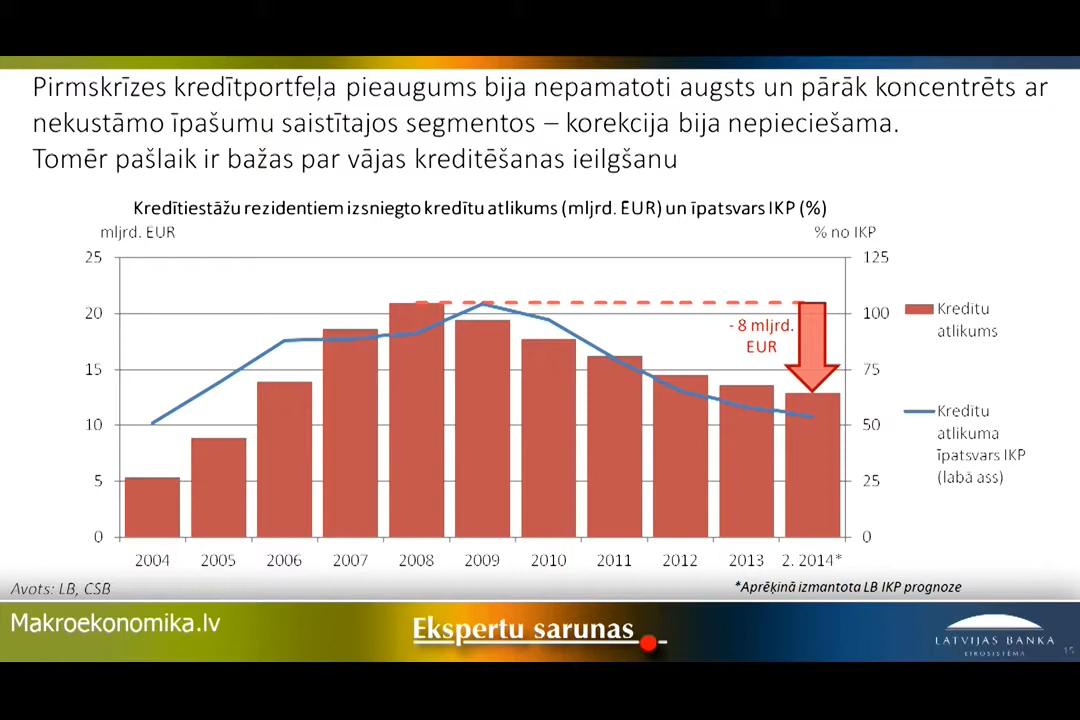 Pirmskrīzes kredītportfeļa pieaugums bija nepamatoti augsts un pārāk koncentrēts ar
nekustāmo īpašumu saistītajos segmentos – korekcija bija nepieciešama.
Tomēr pašlaik ir bažas par vājas kreditēšanas ieilgšanu
Kredītiestāžu rezidentiem izsniegto kredītu atlikums (mljrd. EUR) un īpatsvars IKP (%)
mljrd. EUR
% no IKP
25
125
20
100
15
75
10
50
5
25
0
0
- 8 mljrd.
EUR
Kredītu
atlikums
Kredītu
atlikuma
īpatsvars IKP
(labā ass)
2004 2005 2006 2007 2008 2009 2010 2011 2012 2013 2. 2014*
Avots: LB, CSB
*Aprēķinā izmantota LB IKP prognoze
Makroekonomika.lv
Ekspertu sarunas
LATVIJAS BANKA
EIROSISTĒMA
15